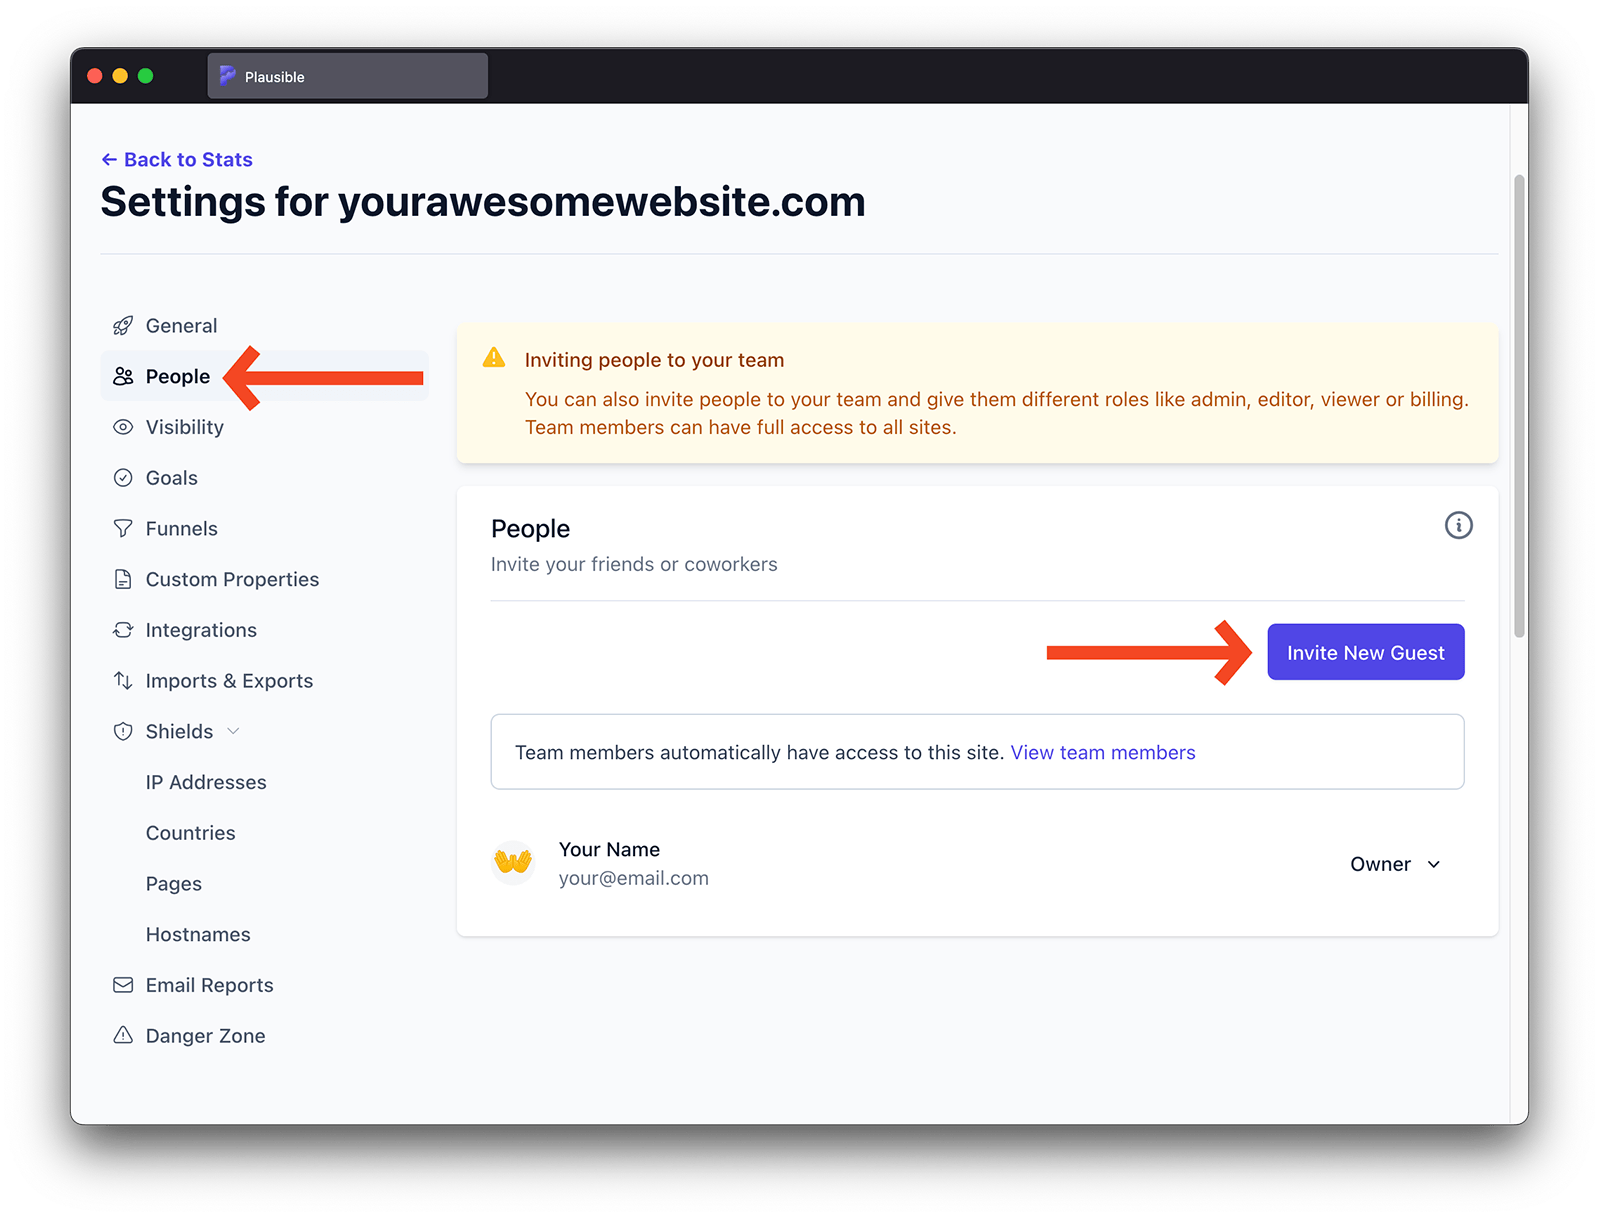 Plausible
← Back to Stats
Settings for yourawesomewebsite.com
General
People
Visibility
Goals
Funnels
Custom Properties
Integrations
Imports & Exports
Shields
IP Addresses
Countries
Pages
Hostnames
Email Reports
Danger Zone
Inviting people to your team
You can also invite people to your team and give them different roles like admin, editor, viewer or billing.
Team members can have full access to all sites.
People
Invite your friends or coworkers
Invite New Guest
Team members automatically have access to this site. View team members
Your Name
your@email.com
Owner